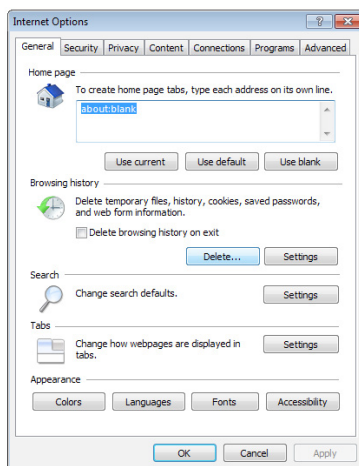 Internet Options
General Security Privacy Content Connections Programs Advanced
Home page
To create home page tabs, type each address on its own line.
about:blank
Use current Use default Use blank
Browsing history
Delete temporary files, history, cookies, saved passwords,
and web form information.
Delete browsing history on exit
Delete... Settings
Search
Change search defaults. Settings
Tabs
Change how webpages are displayed in
tabs. Settings
Appearance
Colors Languages Fonts Accessibility
OK Cancel Apply